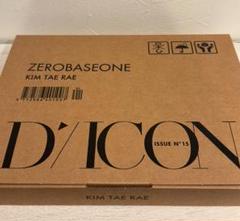 ZEROBASEONE
KIM TAE RAE
D'/ICON
ISSUE N°15
KIM TAE RAE